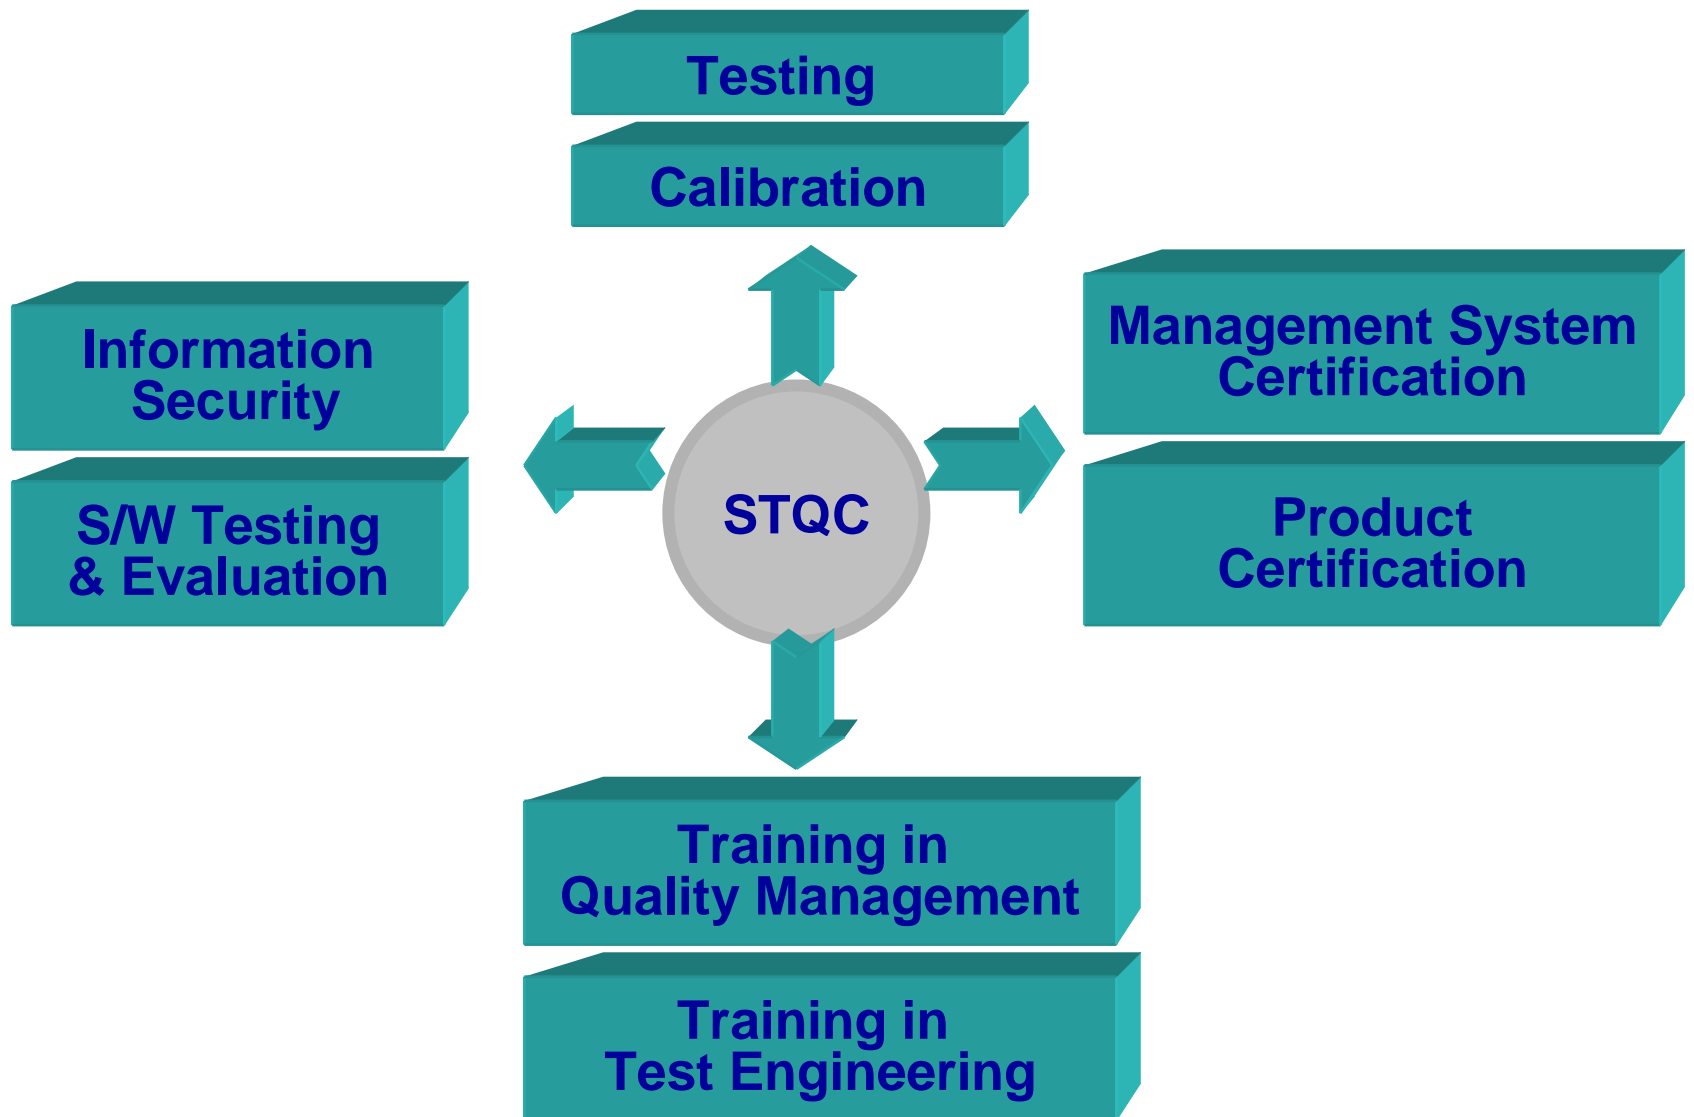 Testing
Calibration
Information
Security
S/W Testing
& Evaluation
STQC
Management System
Certification
Product
Certification
Training in
Quality Management
Training in
Test Engineering